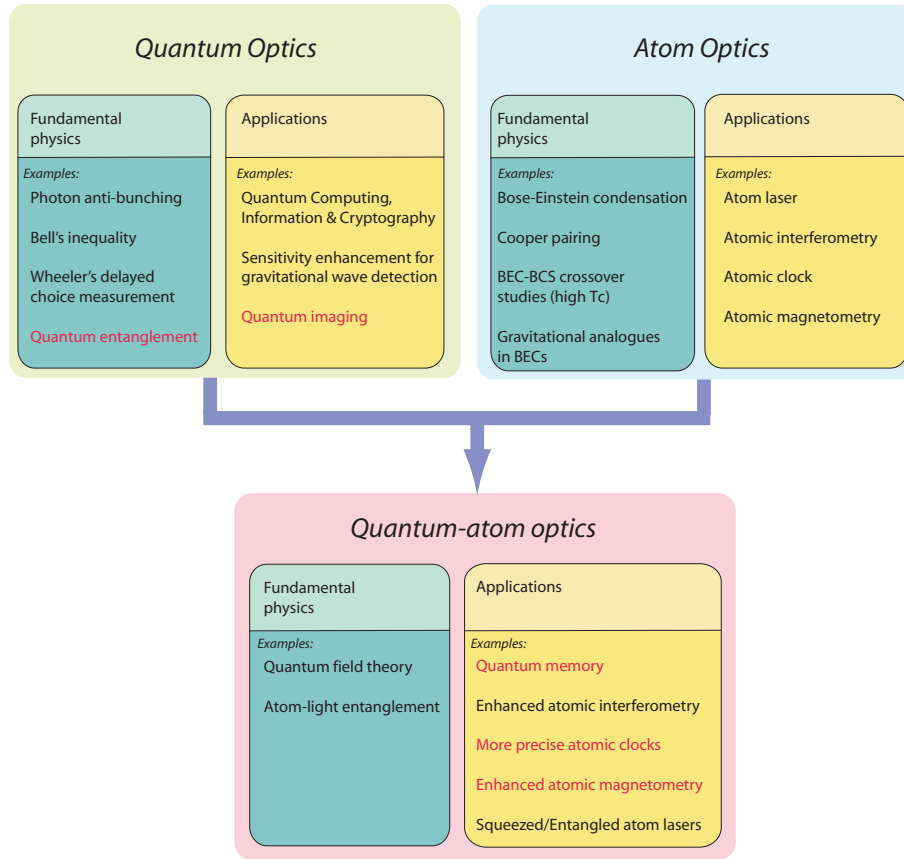 Quantum Optics
Fundamental
physics
Examples:
Photon anti-bunching
Bell's inequality
Wheeler's delayed
choice measurement
Quantum entanglement
Applications
Examples:
Quantum Computing,
Information & Cryptography
Sensitivity enhancement for
gravitational wave detection
Quantum imaging
Atom Optics
Fundamental
physics
Examples:
Bose-Einstein condensation
Cooper pairing
BEC-BCS crossover
studies (high Tc)
Gravitational analogues
in BECs
Applications
Examples:
Atom laser
Atomic interferometry
Atomic clock
Atomic magnetometry
Quantum-atom optics
Fundamental
physics
Examples:
Quantum field theory
Atom-light entanglement
Applications
Examples:
Quantum memory
Enhanced atomic interferometry
More precise atomic clocks
Enhanced atomic magnetometry
Squeezed/Entangled atom lasers